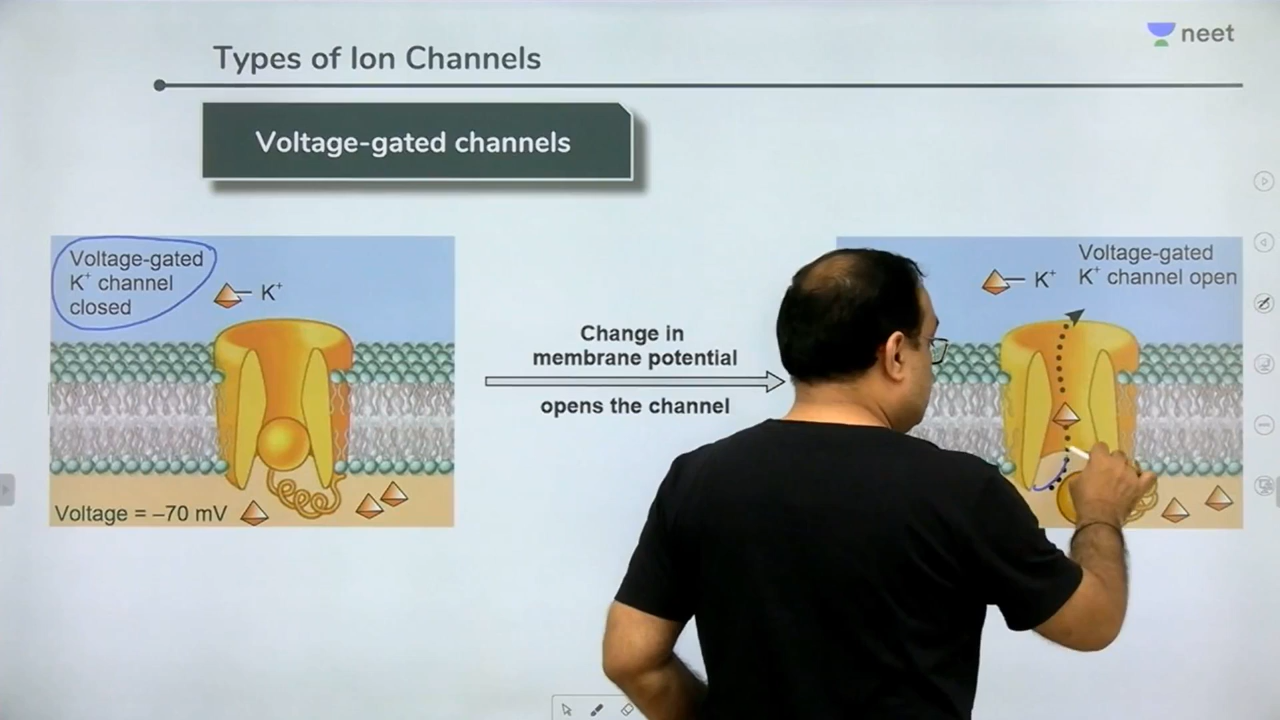 neet
Types of Ion Channels
Voltage-gated channels
Voltage-gated
K⁺ channel
closed
K⁺
Voltage = –70 mV
Change in
membrane potential
opens the channel
K⁺
Voltage-gated
K⁺ channel open